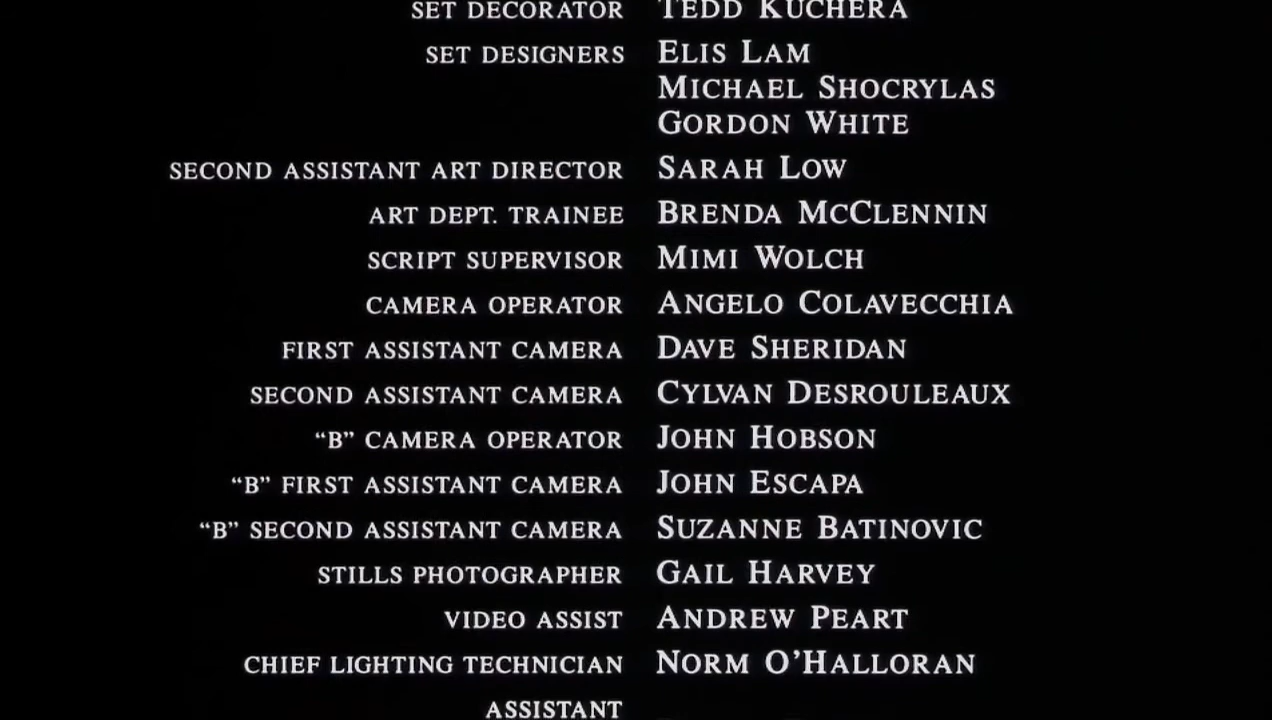 SET DECORATOR TEDD KUCHERA
SET DESIGNERS ELIS LAM
MICHAEL SHOCRYLAS
GORDON WHITE
SECOND ASSISTANT ART DIRECTOR SARAH LOW
ART DEPT. TRAINEE BRENDA MCCLENNIN
SCRIPT SUPERVISOR MIMI WOLCH
CAMERA OPERATOR ANGELO COLAVECCHIA
FIRST ASSISTANT CAMERA DAVE SHERIDAN
SECOND ASSISTANT CAMERA CYLVAN DESROULEAUX
“B” CAMERA OPERATOR JOHN HOBSON
“B” FIRST ASSISTANT CAMERA JOHN ESCAPA
“B” SECOND ASSISTANT CAMERA SUZANNE BATINOVIC
STILLS PHOTOGRAPHER GAIL HARVEY
VIDEO ASSIST ANDREW PEART
CHIEF LIGHTING TECHNICIAN NORM O’HALLORAN
ASSISTANT